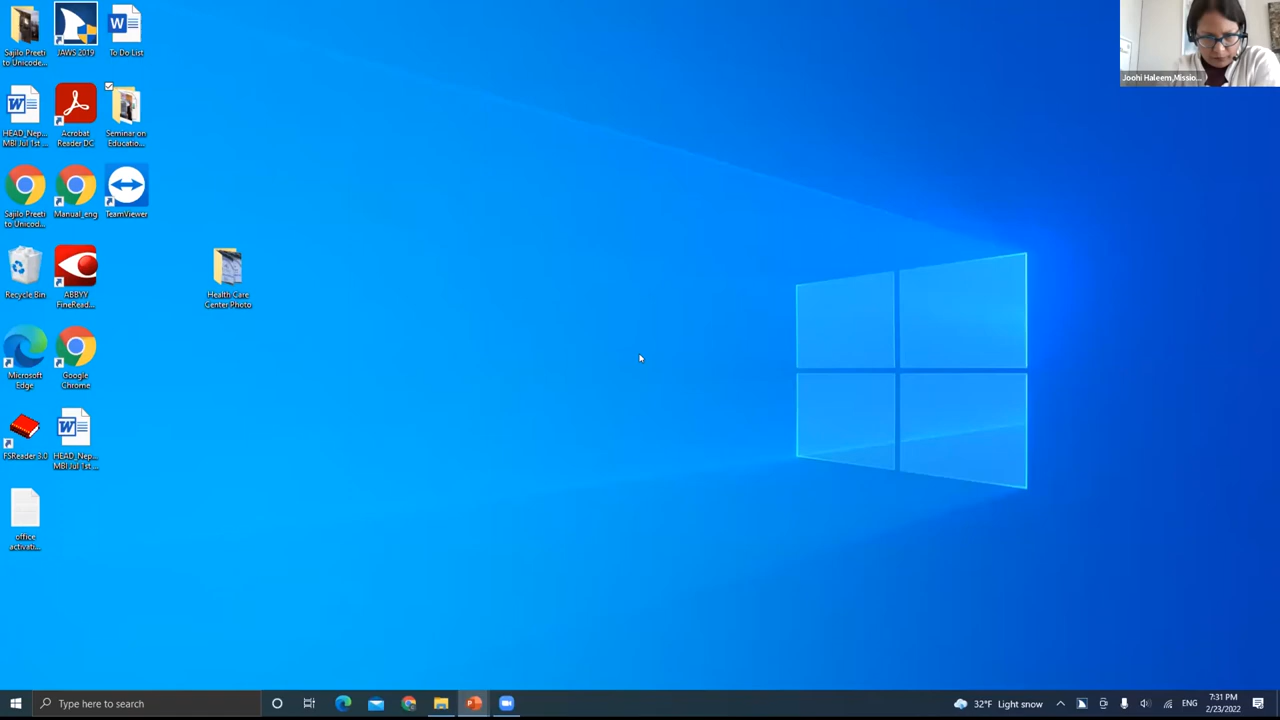 Sajilo Preeti
to Unicode...
JAWS 2019
To Do List
HEAD_Nep...
MBI Jul 1st ...
Acrobat
Reader DC
Seminar on
Educatio...
Sajilo Preeti
to Unicod...
Manual_eng
TeamViewer
Recycle Bin
ABBYY
FineRead...
Health Care
Center Photo
Microsoft
Edge
Google
Chrome
FSReader 3.0
HEAD_Nep...
MBI Jul 1st ...
office
activati...
Joohi Haleem,Missio...
Type here to search
32°F Light snow
ENG
7:31 PM
2/23/2022